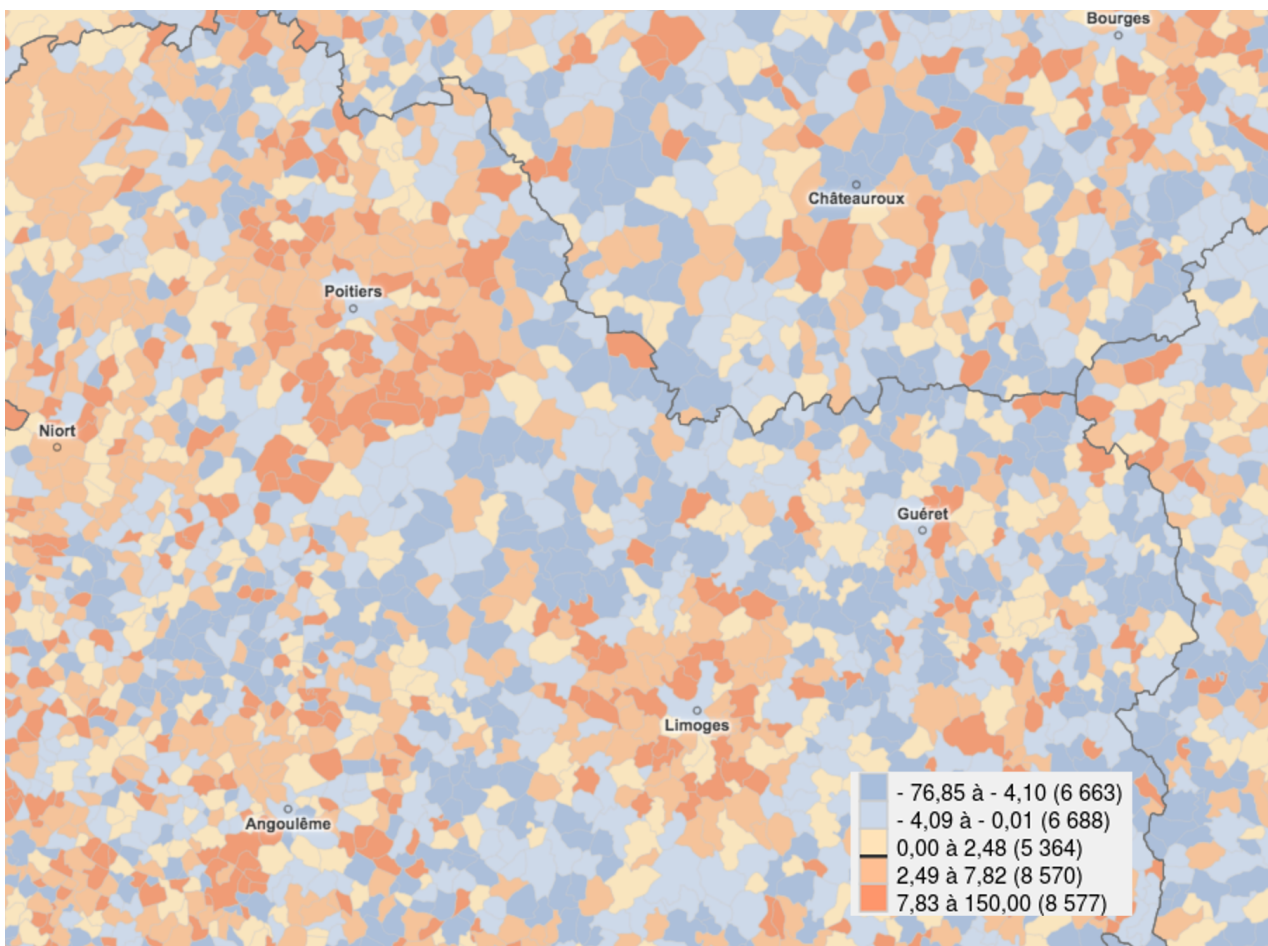 Bourges
Châteauroux
Poitiers
Niort
Guéret
Limoges
Angoulême
- 76,85 à - 4,10 (6 663)
- 4,09 à - 0,01 (6 688)
0,00 à 2,48 (5 364)
2,49 à 7,82 (8 570)
7,83 à 150,00 (8 577)